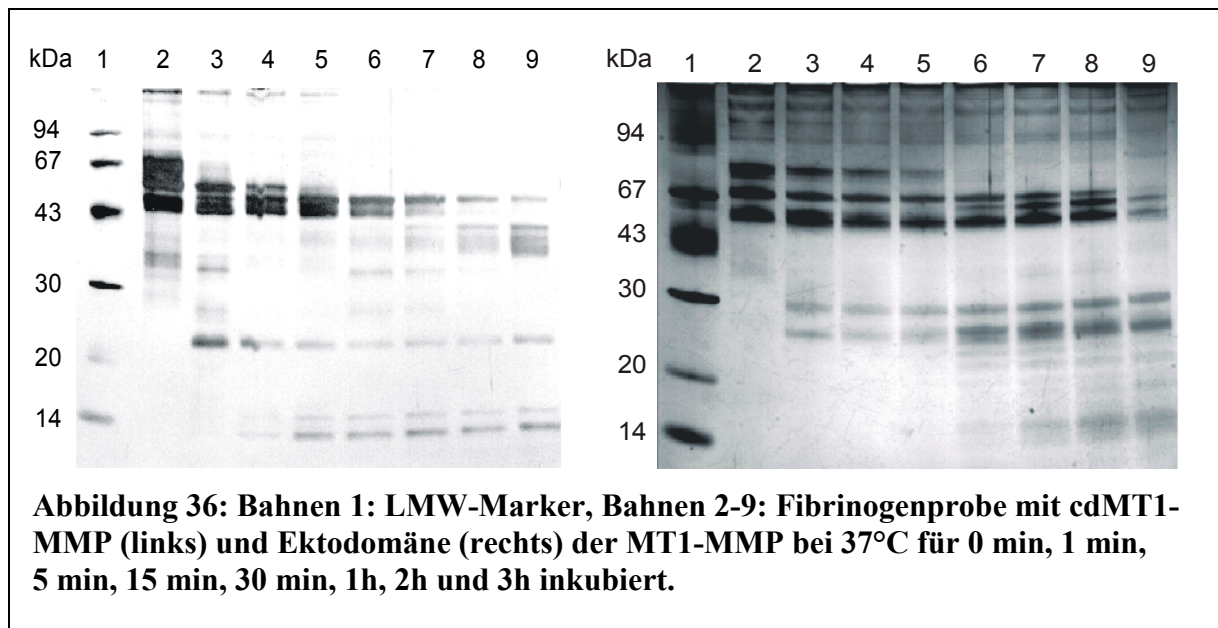 kDa 1 2 3 4 5 6 7 8 9
94
67
43
30
20
14
kDa 1 2 3 4 5 6 7 8 9
94
67
43
30
20
14
Abbildung 36: Bahnen 1: LMW-Marker, Bahnen 2-9: Fibrinogenprobe mit cdMT1-
MMP (links) und Ektodomäne (rechts) der MT1-MMP bei 37°C für 0 min, 1 min,
5 min, 15 min, 30 min, 1h, 2h und 3h inkubiert.